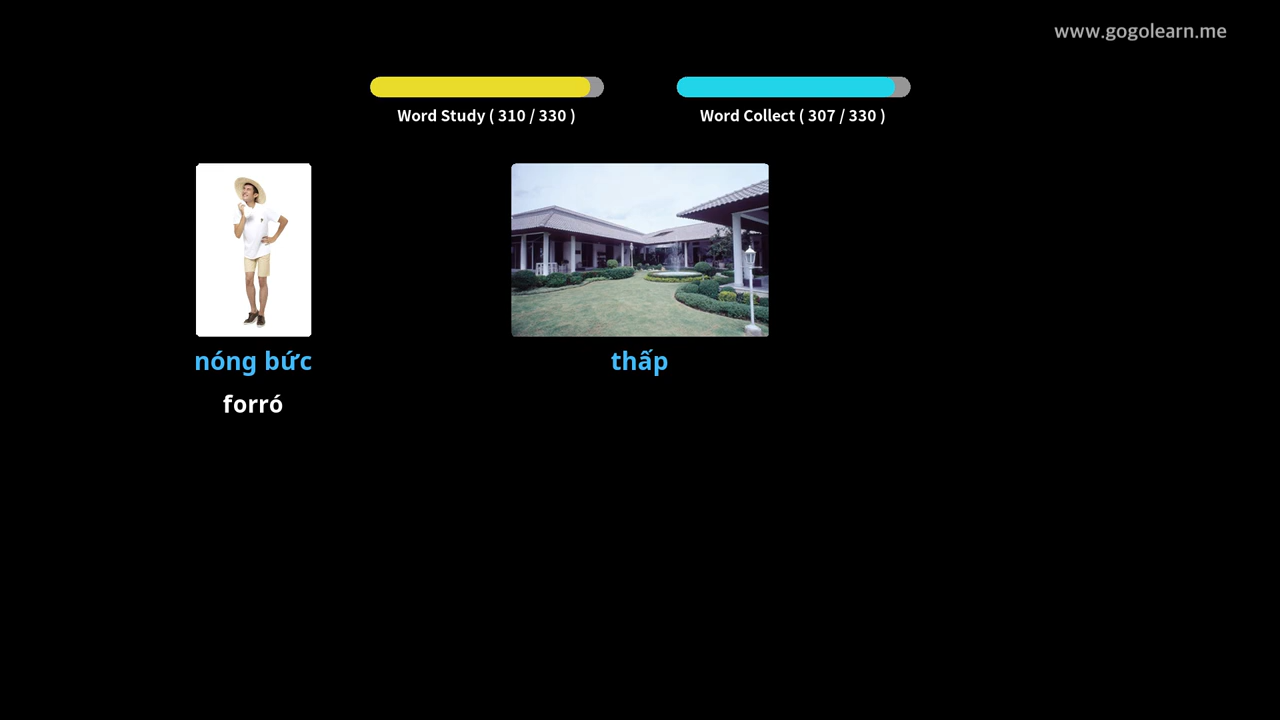 www.gogolearn.me
Word Study ( 310 / 330 )
Word Collect ( 307 / 330 )
nóng bức
thấp
forró